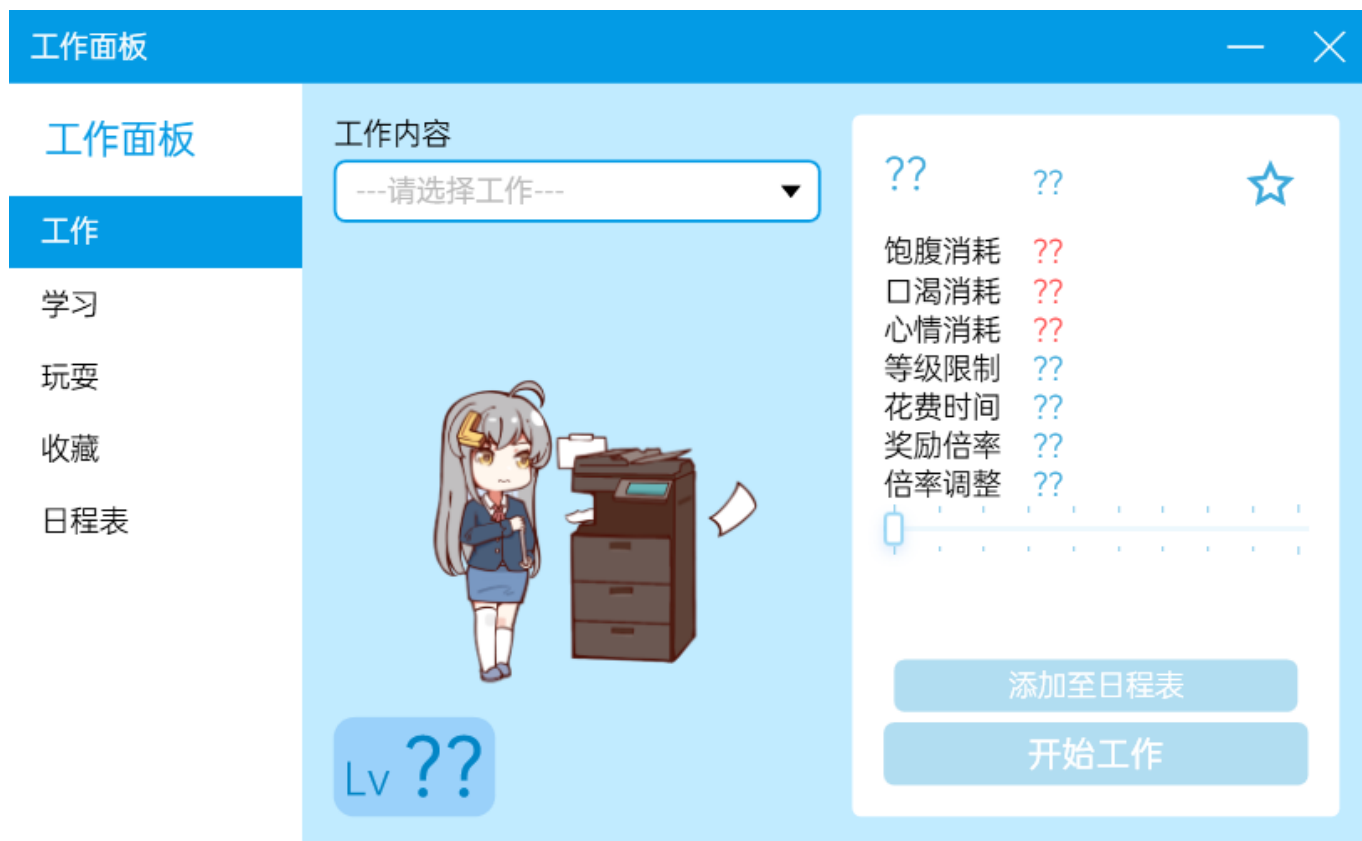 工作面板
工作面板
工作
学习
玩耍
收藏
日程表
工作内容
---请选择工作---
Lv ??
?? ??
饱腹消耗 ??
口渴消耗 ??
心情消耗 ??
等级限制 ??
花费时间 ??
奖励倍率 ??
倍率调整 ??
添加至日程表
开始工作